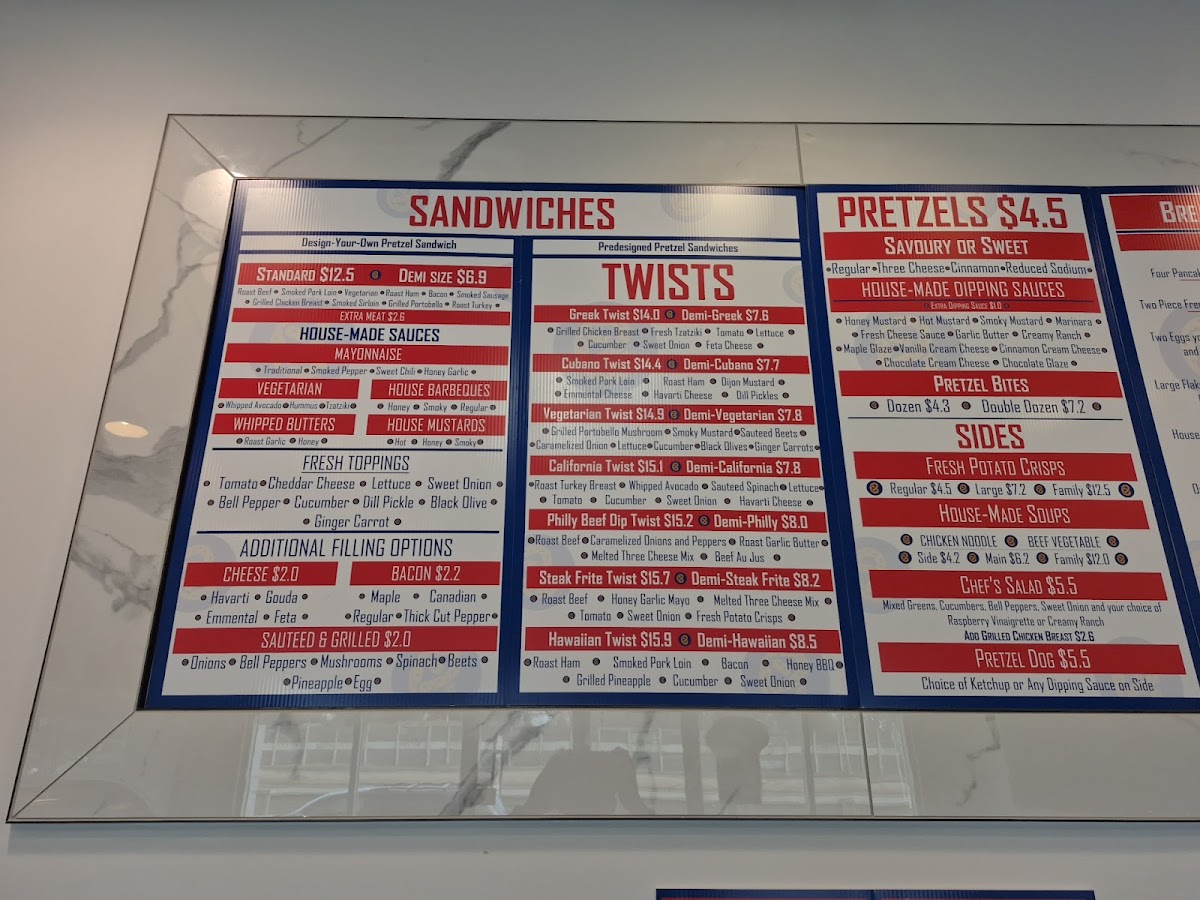 SANDWICHES
Design-Your-Own Pretzel Sandwich
STANDARD $12.5 DEMI SIZE $6.9
Roast Beef • Smoked Pork Loin • Vegetarian • Roast Ham • Bacon • Smoked Sausage
• Grilled Chicken Breast • Smoked Sirloin • Grilled Portobello • Roast Turkey •
EXTRA MEAT $2.6
HOUSE-MADE SAUCES
MAYONNAISE
• Traditional • Smoked Pepper • Sweet Chili • Honey Garlic •
VEGETARIAN
• Whipped Avocado • Hummus • Tzatziki •
HOUSE BARBEQUES
• Honey • Smoky • Regular •
WHIPPED BUTTERS
• Roast Garlic • Honey •
HOUSE MUSTARDS
• Hot • Honey • Smoky •
FRESH TOPPINGS
• Tomato • Cheddar Cheese • Lettuce • Sweet Onion •
• Bell Pepper • Cucumber • Dill Pickle • Black Olive •
• Ginger Carrot •
ADDITIONAL FILLING OPTIONS
CHEESE $2.0
• Havarti • Gouda •
• Emmental • Feta •
BACON $2.2
• Maple • Canadian •
• Regular • Thick Cut Pepper •
SAUTEED & GRILLED $2.0
• Onions • Bell Peppers • Mushrooms • Spinach • Beets •
• Pineapple • Egg •
Predesigned Pretzel Sandwiches
TWISTS
Greek Twist $14.0 Demi-Greek $7.6
• Grilled Chicken Breast • Fresh Tzatziki • Tomato • Lettuce •
• Cucumber • Sweet Onion • Feta Cheese •
Cubano Twist $14.4 Demi-Cubano $7.7
• Smoked Pork Loin • Roast Ham • Dijon Mustard •
• Emmental Cheese • Havarti Cheese • Dill Pickles •
Vegetarian Twist $14.9 Demi-Vegetarian $7.8
• Grilled Portobello Mushroom • Smoky Mustard • Sauteed Beets •
• Caramelized Onion • Lettuce • Cucumber • Black Olives • Ginger Carrots •
California Twist $15.1 Demi-California $7.8
• Roast Turkey Breast • Whipped Avocado • Sauteed Spinach • Lettuce •
• Tomato • Cucumber • Sweet Onion • Havarti Cheese •
Philly Beef Dip Twist $15.2 Demi-Philly $8.0
• Roast Beef • Caramelized Onions and Peppers • Roast Garlic Butter •
• Melted Three Cheese Mix • Beef Au Jus •
Steak Frite Twist $15.7 Demi-Steak Frite $8.2
• Roast Beef • Honey Garlic Mayo • Melted Three Cheese Mix •
• Tomato • Sweet Onion • Fresh Potato Crisps •
Hawaiian Twist $15.9 Demi-Hawaiian $8.5
• Roast Ham • Smoked Pork Loin • Bacon • Honey BBQ •
• Grilled Pineapple • Cucumber • Sweet Onion •
PRETZELS $4.5
SAVOURY OR SWEET
• Regular • Three Cheese • Cinnamon • Reduced Sodium •
HOUSE-MADE DIPPING SAUCES
EXTRA DIPPING SAUCE $1.0
• Honey Mustard • Hot Mustard • Smoky Mustard • Marinara •
• Fresh Cheese Sauce • Garlic Butter • Creamy Ranch •
• Maple Glaze • Vanilla Cream Cheese • Cinnamon Cream Cheese •
• Chocolate Cream Cheese • Chocolate Glaze •
PRETZEL BITES
• Dozen $4.3 • Double Dozen $7.2 •
SIDES
FRESH POTATO CRISPS
Regular $4.5 Large $7.2 Family $12.5
HOUSE-MADE SOUPS
CHICKEN NOODLE BEEF VEGETABLE
Side $4.2 Main $6.2 Family $12.0
CHEF'S SALAD $5.5
Mixed Greens, Cucumbers, Bell Peppers, Sweet Onion and your choice of
Raspberry Vinaigrette or Creamy Ranch
ADD GRILLED CHICKEN BREAST $2.6
PRETZEL DOG $5.5
Choice of Ketchup or Any Dipping Sauce on Side
Four
Two Piece
Two Eggs
and
Large
House